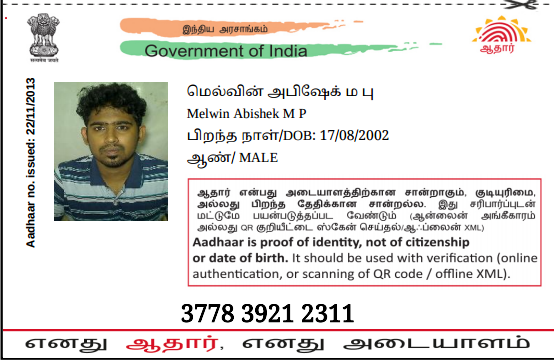 இந்திய அரசாங்கம்
Government of India
ஆதார்
Aadhaar no. issued: 22/11/2013
மெல்வின் அபிஷேக் ம பு
Melwin Abishek M P
பிறந்த நாள்/DOB: 17/08/2002
ஆண்/ MALE
ஆதார் என்பது அடையாளத்திற்கான சான்றாகும், குடியுரிமை,
அல்லது பிறந்த தேதிக்கான சான்றல்ல. இது சரிபார்ப்புடன்
மட்டுமே பயன்படுத்தப்பட வேண்டும் (ஆன்லைன் அங்கீகாரம்
அல்லது QR குறியீட்டை ஸ்கேன் செய்தல்/ஆஃப்லைன் XML)
Aadhaar is proof of identity, not of citizenship
or date of birth. It should be used with verification (online
authentication, or scanning of QR code / offline XML).
3778 3921 2311
எனது ஆதார், எனது அடையாளம்